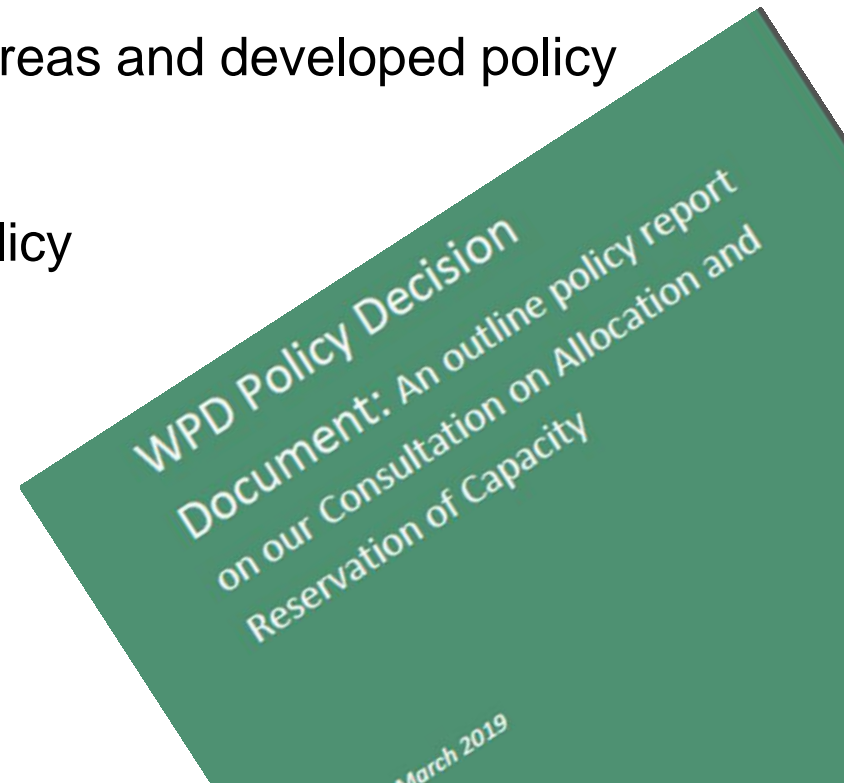 reas and developed policy
licy
WPD Policy Decision
Document: An outline policy report
on our Consultation on Allocation and
Reservation of Capacity
March 2019